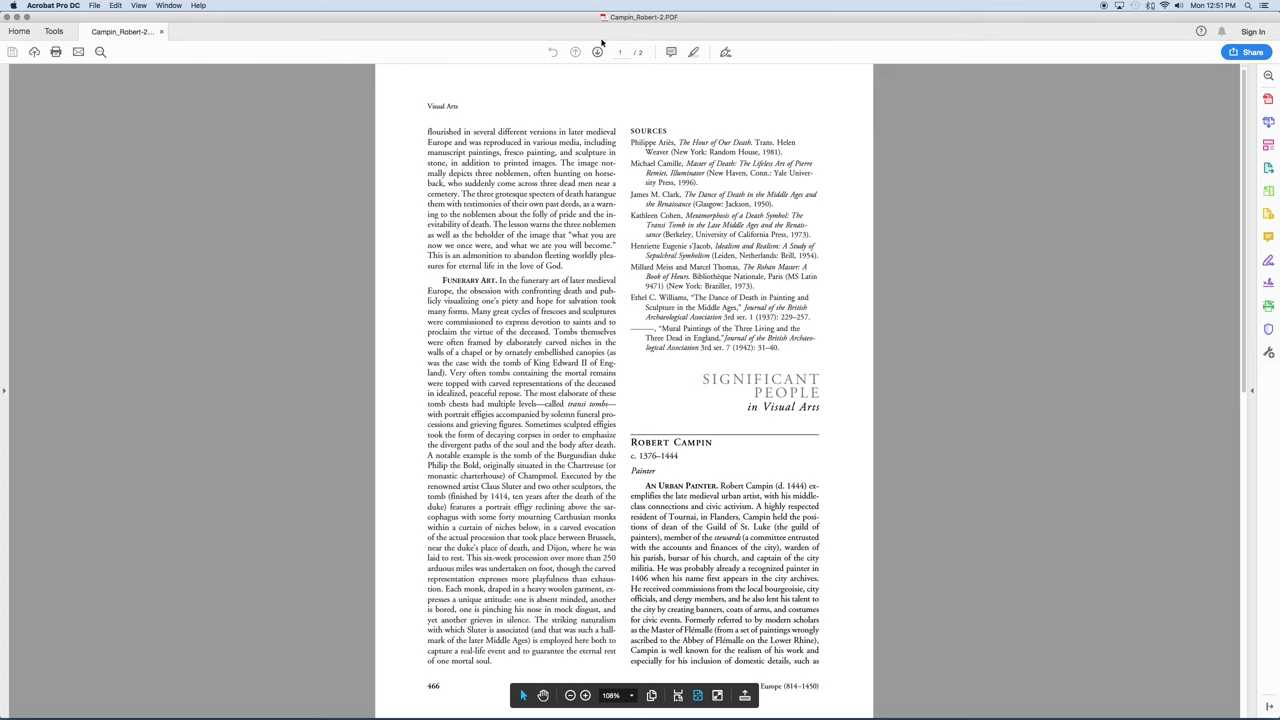 Acrobat Pro DC File Edit View Window Help
Mon 12:51 PM
Campin_Robert-2.PDF
Home Tools Campin_Robert-2... × Sign In
1 / 2
Share
Visual Arts
flourished in several different versions in later medieval
Europe and was reproduced in various media, including
manuscript paintings, fresco painting, and sculpture in
stone, in addition to printed images. The image nor-
mally depicts three noblemen, often hunting on horse-
back, who suddenly come across three dead men near a
cemetery. The three grotesque specters of death harangue
them with testimonies of their own past deeds, as a warn-
ing to the noblemen about the folly of pride and the in-
evitability of death. The lesson warns the three noblemen
as well as the beholder of the image that “what you are
now we once were, and what we are you will become.”
This is an admonition to abandon fleeting worldly plea-
sures for eternal life in the love of God.
FUNERARY ART. In the funerary art of later medieval
Europe, the obsession with confronting death and pub-
licly visualizing one's piety and hope for salvation took
many forms. Many great cycles of frescoes and sculptures
were commissioned to express devotion to saints and to
proclaim the virtue of the deceased. Tombs themselves
were often framed by elaborately carved niches in the
walls of a chapel or by ornately embellished canopies (as
was the case with the tomb of King Edward II of Eng-
land). Very often tombs containing the mortal remains
were topped with carved representations of the deceased
in idealized, peaceful repose. The most elaborate of these
tomb chests had multiple levels—called transi tombs—
with portrait effigies accompanied by solemn funeral pro-
cessions and grieving figures. Sometimes sculpted effigies
took the form of decaying corpses in order to emphasize
the divergent paths of the soul and the body after death.
A notable example is the tomb of the Burgundian duke
Philip the Bold, originally situated in the Chartreuse (or
monastic charterhouse) of Champmol. Executed by the
renowned artist Claus Sluter and two other sculptors, the
tomb (finished by 1414, ten years after the death of the
duke) features a portrait effigy reclining above the sar-
cophagus with some forty mourning Carthusian monks
within a curtain of niches below, in a carved evocation
of the actual procession that took place between Brussels,
near the duke's place of death, and Dijon, where he was
laid to rest. This six-week procession over more than 250
arduous miles was undertaken on foot, though the carved
representation expresses more playfulness than exhaus-
tion. Each monk, draped in a heavy woolen garment, ex-
presses a unique attitude: one is absent minded, another
is bored, one is pinching his nose in mock disgust, and
yet another grieves in silence. The striking naturalism
with which Sluter is associated (and that was such a hall-
mark of the later Middle Ages) is employed here both to
capture a real-life event and to guarantee the eternal rest
of one mortal soul.
SOURCES
Philippe Ariès, The Hour of Our Death. Trans. Helen
Weaver (New York: Random House, 1981).
Michael Camille, Master of Death: The Lifeless Art of Pierre
Remiet, Illuminator (New Haven, Conn.: Yale Univer-
sity Press, 1996).
James M. Clark, The Dance of Death in the Middle Ages and
the Renaissance (Glasgow: Jackson, 1950).
Kathleen Cohen, Metamorphosis of a Death Symbol: The
Transi Tomb in the Late Middle Ages and the Renais-
sance (Berkeley, University of California Press, 1973).
Henriette Eugenie s'Jacob, Idealism and Realism: A Study of
Sepulchral Symbolism (Leiden, Netherlands: Brill, 1954).
Millard Meiss and Marcel Thomas, The Rohan Master: A
Book of Hours. Bibliothèque Nationale, Paris (MS Latin
9471) (New York: Braziller, 1973).
Ethel C. Williams, “The Dance of Death in Painting and
Sculpture in the Middle Ages,” Journal of the British
Archaeological Association 3rd ser. 1 (1937): 229–257.
———, “Mural Paintings of the Three Living and the
Three Dead in England,” Journal of the British Archaeo-
logical Association 3rd ser. 7 (1942): 31–40.
SIGNIFICANT
PEOPLE
in Visual Arts
ROBERT CAMPIN
c. 1376–1444
Painter
AN URBAN PAINTER. Robert Campin (d. 1444) ex-
emplifies the late medieval urban artist, with his middle-
class connections and civic activism. A highly respected
resident of Tournai, in Flanders, Campin held the posi-
tions of dean of the Guild of St. Luke (the guild of
painters), member of the stewards (a committee entrusted
with the accounts and finances of the city), warden of
his parish, bursar of his church, and captain of the city
militia. He was probably already a recognized painter in
1406 when his name first appears in the city archives.
He received commissions from the local bourgeoisie, city
officials, and clergy members, and he also lent his talent to
the city by creating banners, coats of arms, and costumes
for civic events. Formerly referred to by modern scholars
as the Master of Flémalle (from a set of paintings wrongly
ascribed to the Abbey of Flémalle on the Lower Rhine),
Campin is well known for the realism of his work and
especially for his inclusion of domestic details, such as
466
Europe (814–1450)
108%